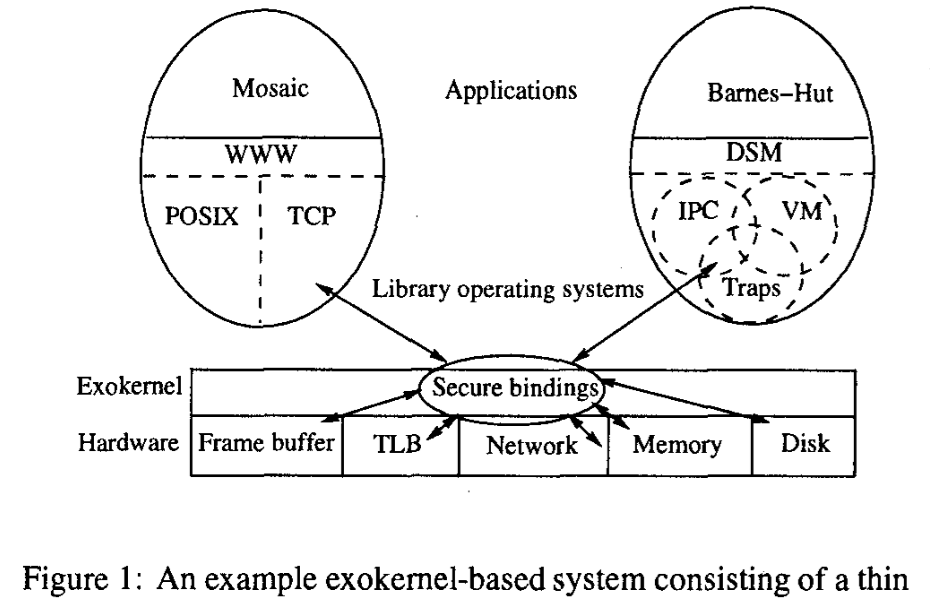 Mosaic Applications Barnes-Hut
WWW DSM
POSIX TCP IPC VM
Library operating systems Traps
Exokernel Secure bindings
Hardware Frame buffer TLB Network Memory Disk
Figure 1: An example exokernel-based system consisting of a thin